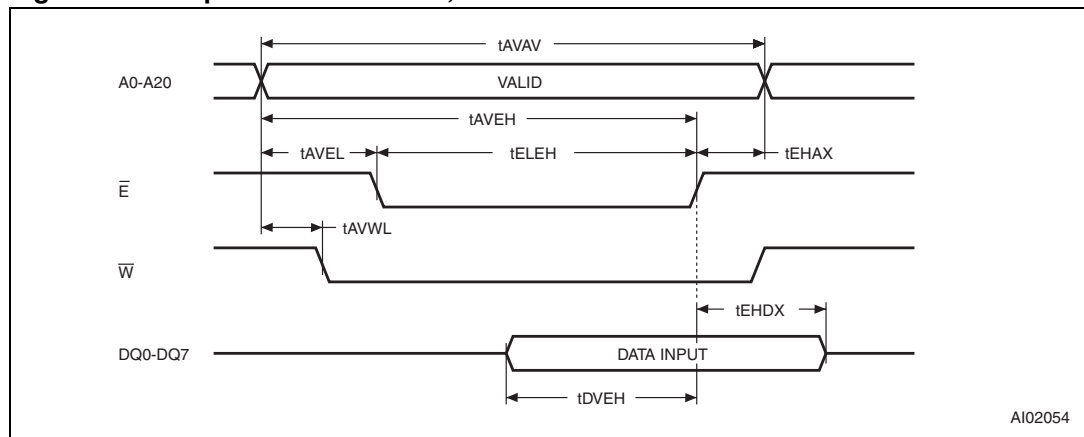 tAVAV
A0-A20
VALID
tAVEH
tAVEL
tELEH
tEHAX
E̅
tAVWL
W̅
tEHDX
DQ0-DQ7
DATA INPUT
tDVEH
AI02054